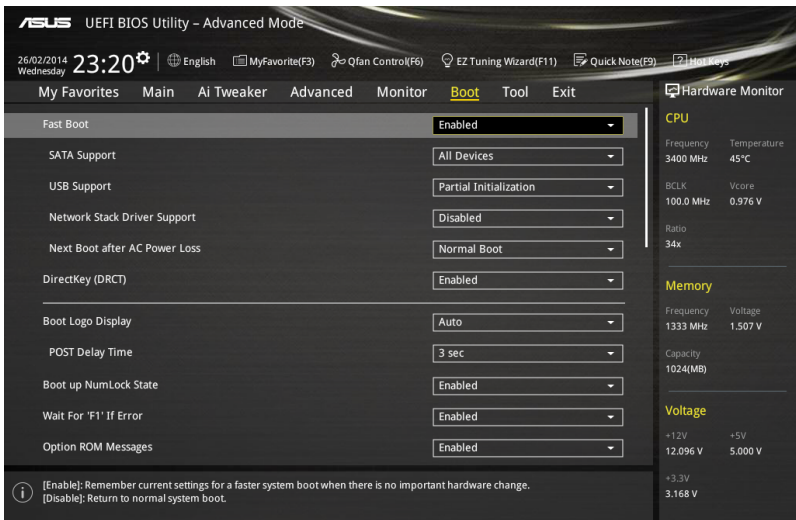 ASUS UEFI BIOS Utility – Advanced Mode
26/02/2014
Wednesday
23:20
English
MyFavorite(F3)
Qfan Control(F6)
EZ Tuning Wizard(F11)
Quick Note(F9)
? Hot Keys
My Favorites Main Ai Tweaker Advanced Monitor Boot Tool Exit
Fast Boot Enabled
SATA Support All Devices
USB Support Partial Initialization
Network Stack Driver Support Disabled
Next Boot after AC Power Loss Normal Boot
DirectKey (DRCT) Enabled
Boot Logo Display Auto
POST Delay Time 3 sec
Boot up NumLock State Enabled
Wait For 'F1' If Error Enabled
Option ROM Messages Enabled
[Enable]: Remember current settings for a faster system boot when there is no important hardware change.
[Disable]: Return to normal system boot.
Hardware Monitor
CPU
Frequency Temperature
3400 MHz 45°C
BCLK Vcore
100.0 MHz 0.976 V
Ratio
34x
Memory
Frequency Voltage
1333 MHz 1.507 V
Capacity
1024(MB)
Voltage
+12V +5V
12.096 V 5.000 V
+3.3V
3.168 V